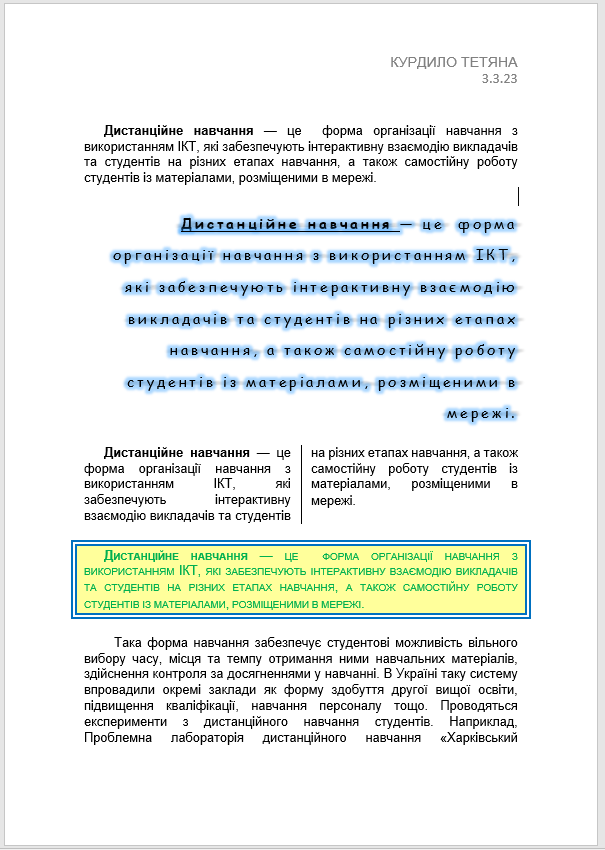 КУРДИЛО ТЕТЯНА
3.3.23
Дистанційне навчання — це форма організації навчання з
використанням ІКТ, які забезпечують інтерактивну взаємодію викладачів
та студентів на різних етапах навчання, а також самостійну роботу
студентів із матеріалами, розміщеними в мережі.
Дистанційне навчання — це форма
організації навчання з використанням ІКТ,
які забезпечують інтерактивну взаємодію
викладачів та студентів на різних етапах
навчання, а також самостійну роботу
студентів із матеріалами, розміщеними в
мережі.
Дистанційне навчання — це
форма організації навчання з
використанням ІКТ, які
забезпечують інтерактивну
взаємодію викладачів та студентів
на різних етапах навчання, а також
самостійну роботу студентів із
матеріалами, розміщеними в
мережі.
Дистанційне навчання — це форма організації навчання з
використанням ІКТ, які забезпечують інтерактивну взаємодію викладачів
та студентів на різних етапах навчання, а також самостійну роботу
студентів із матеріалами, розміщеними в мережі.
Така форма навчання забезпечує студентові можливість вільного
вибору часу, місця та темпу отримання ними навчальних матеріалів,
здійснення контроля за досягненнями у навчанні. В Україні таку систему
впровадили окремі заклади як форму здобуття другої вищої освіти,
підвищення кваліфікації, навчання персоналу тощо. Проводяться
експерименти з дистанційного навчання студентів. Наприклад,
Проблемна лабораторія дистанційного навчання «Харківський